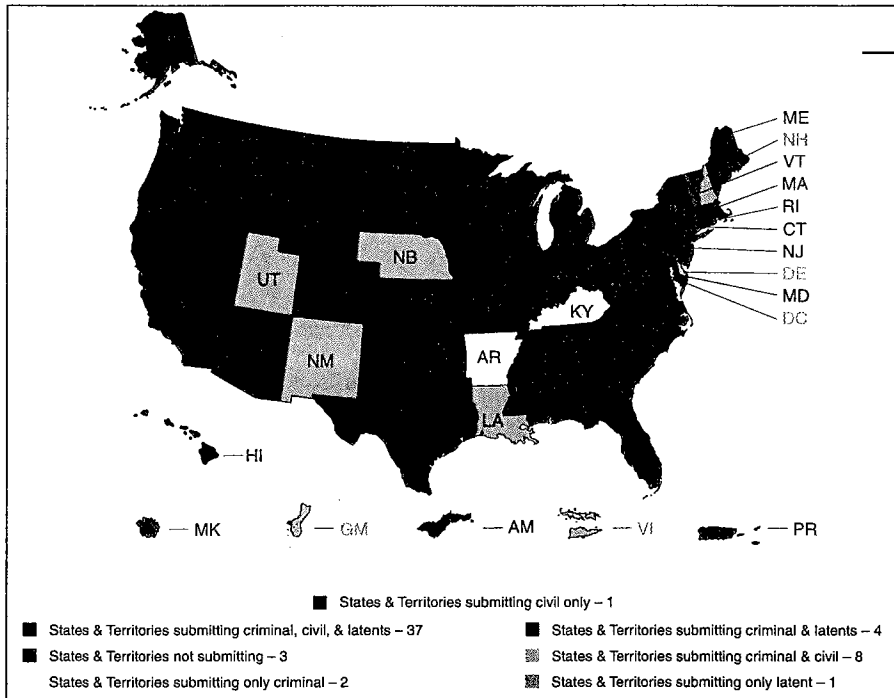 ME
NH
VT
MA
RI
CT
NJ
DE
MD
DC
UT
NB
KY
NM
AR
LA
HI
MK
GM
AM
VI
PR
States & Territories submitting civil only – 1
States & Territories submitting criminal, civil, & latents – 37
States & Territories submitting criminal & latents – 4
States & Territories not submitting – 3
States & Territories submitting criminal & civil – 8
States & Territories submitting only criminal – 2
States & Territories submitting only latent – 1